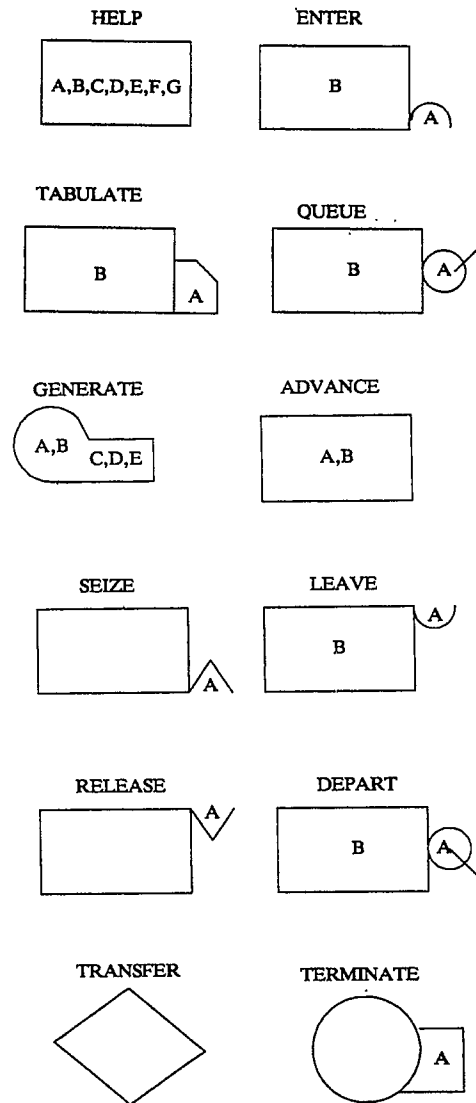 HELP
A,B,C,D,E,F,G
ENTER
B
A
TABULATE
B
A
QUEUE
B
A
GENERATE
A,B
C,D,E
ADVANCE
A,B
SEIZE
A
LEAVE
B
A
RELEASE
A
DEPART
B
A
TRANSFER
TERMINATE
A